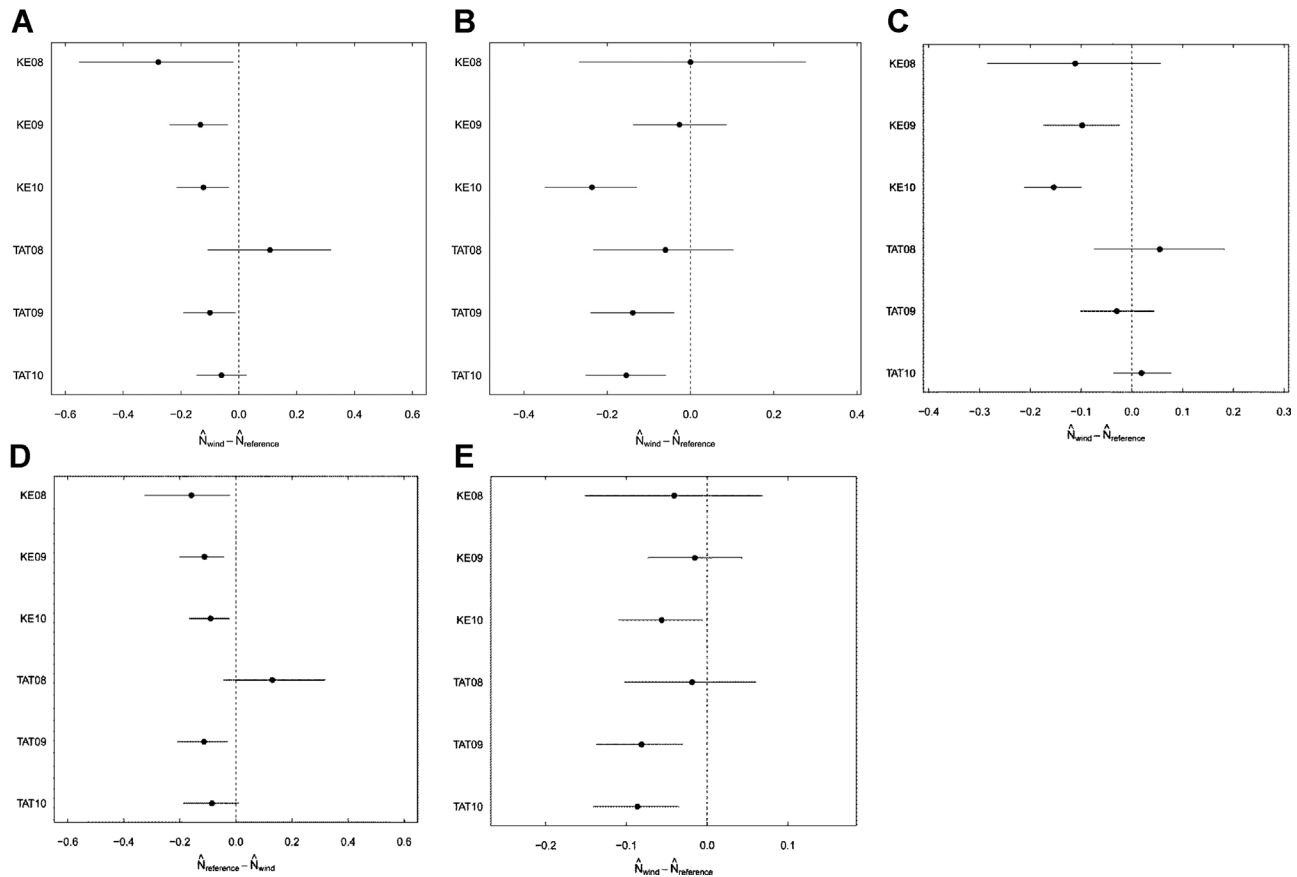 A
KE08
KE09
KE10
TAT08
TAT09
TAT10
−0.6 −0.4 −0.2 0.0 0.2 0.4 0.6
N̂wind − N̂reference
B
KE08
KE09
KE10
TAT08
TAT09
TAT10
−0.4 −0.2 0.0 0.2 0.4
N̂wind − N̂reference
C
KE08
KE09
KE10
TAT08
TAT09
TAT10
−0.4 −0.3 −0.2 −0.1 0.0 0.1 0.2 0.3
N̂wind − N̂reference
D
KE08
KE09
KE10
TAT08
TAT09
TAT10
−0.6 −0.4 −0.2 0.0 0.2 0.4 0.6
N̂reference − N̂wind
E
KE08
KE09
KE10
TAT08
TAT09
TAT10
−0.2 −0.1 0.0 0.1
N̂wind − N̂reference